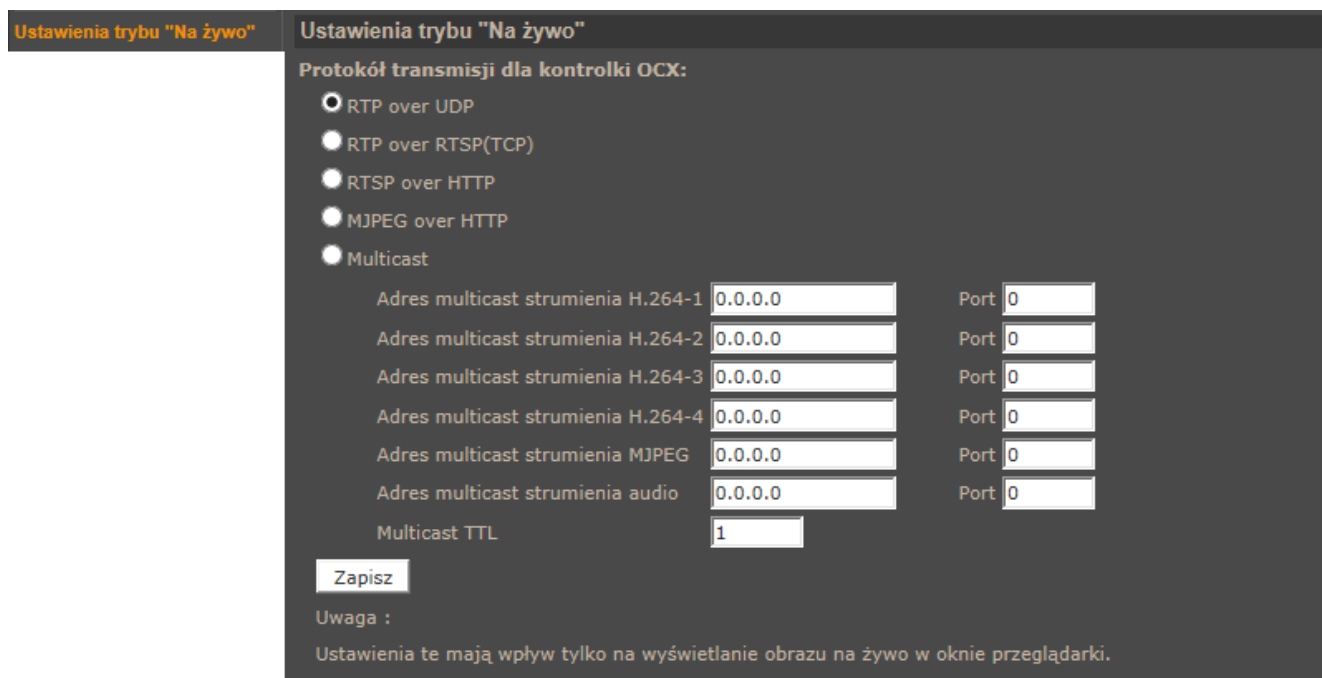 Ustawienia trybu "Na żywo"
Ustawienia trybu "Na żywo"
Protokół transmisji dla kontrolki OCX:
RTP over UDP
RTP over RTSP(TCP)
RTSP over HTTP
MJPEG over HTTP
Multicast
Adres multicast strumienia H.264-1 0.0.0.0 Port 0
Adres multicast strumienia H.264-2 0.0.0.0 Port 0
Adres multicast strumienia H.264-3 0.0.0.0 Port 0
Adres multicast strumienia H.264-4 0.0.0.0 Port 0
Adres multicast strumienia MJPEG 0.0.0.0 Port 0
Adres multicast strumienia audio 0.0.0.0 Port 0
Multicast TTL 1
Zapisz
Uwaga :
Ustawienia te mają wpływ tylko na wyświetlanie obrazu na żywo w oknie przeglądarki.